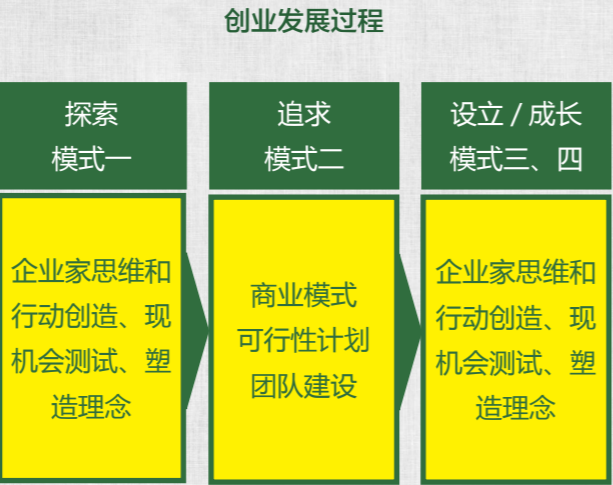 创业发展过程
探索
模式一
追求
模式二
设立 / 成长
模式三、四
企业家思维和
行动创造、现
机会测试、塑
造理念
商业模式
可行性计划
团队建设
企业家思维和
行动创造、现
机会测试、塑
造理念